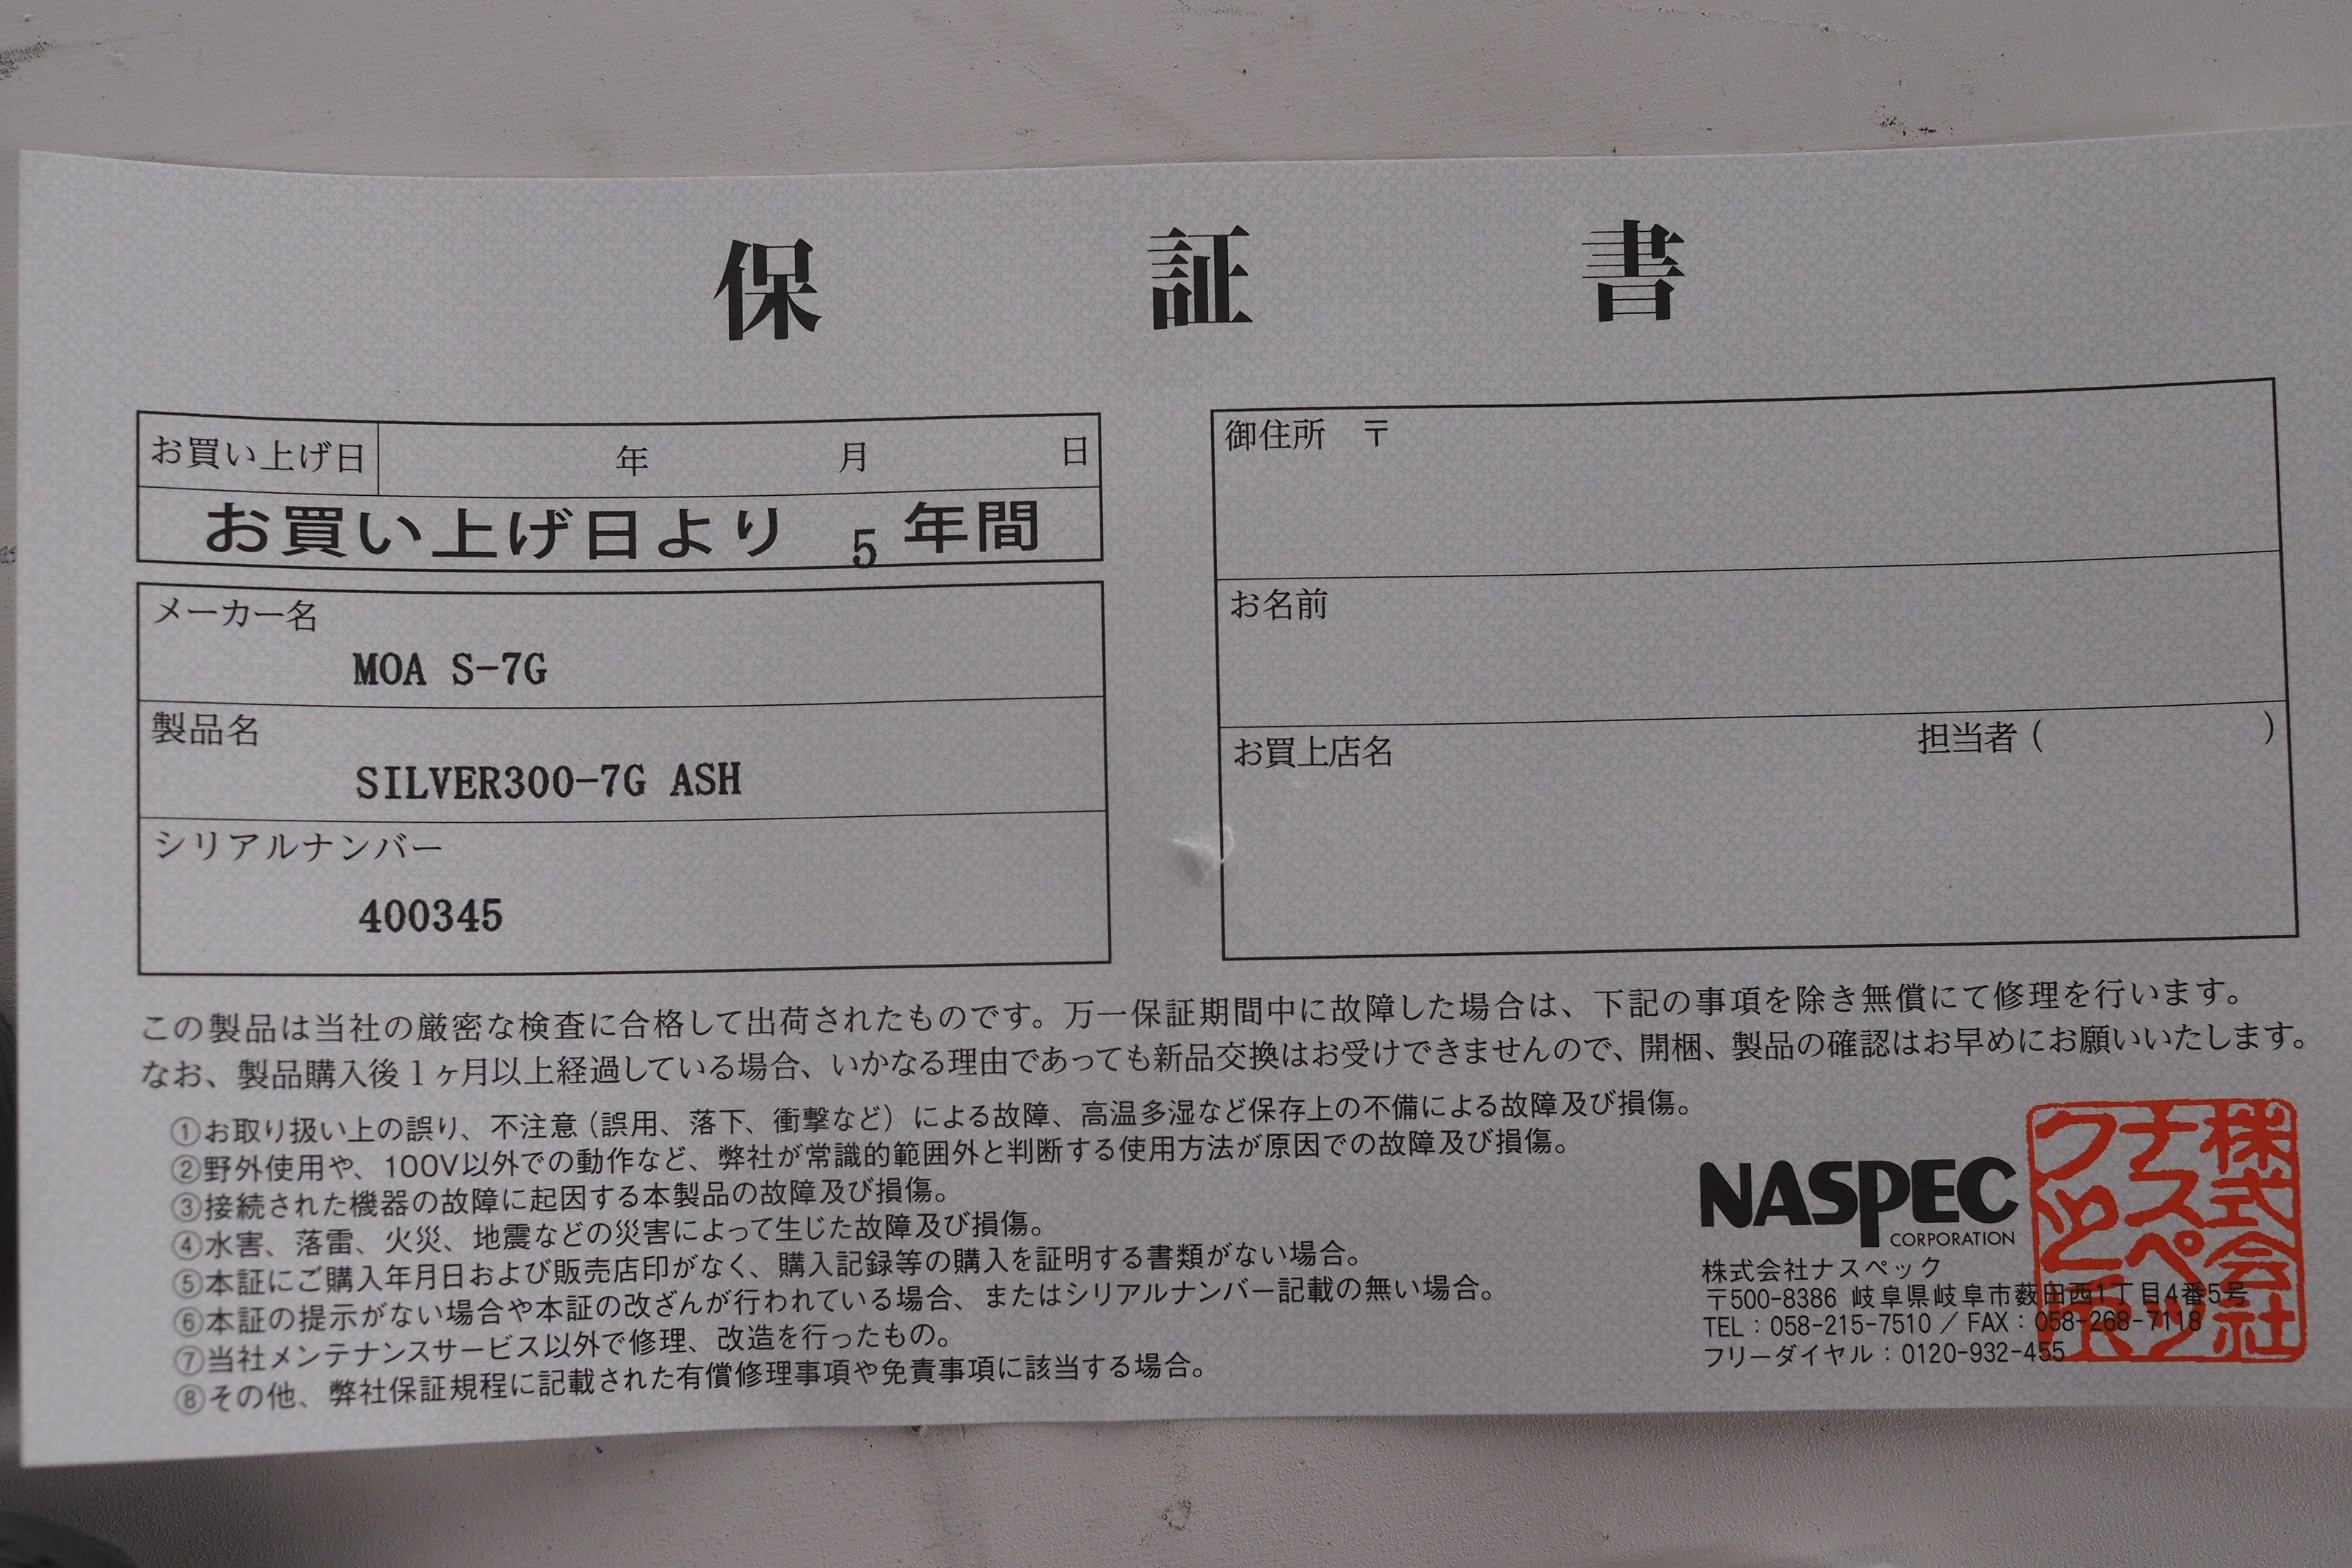 保証書
お買い上げ日 年 月 日
お買い上げ日より 5 年間
メーカー名
MOA S-7G
製品名
SILVER300-7G ASH
シリアルナンバー
400345
御住所 〒
お名前
お買上店名 担当者( )
この製品は当社の厳密な検査に合格して出荷されたものです。万一保証期間中に故障した場合は、下記の事項を除き無償にて修理を行います。
なお、製品購入後1ヶ月以上経過している場合、いかなる理由であっても新品交換はお受けできませんので、開梱、製品の確認はお早めにお願いいたします。
①お取り扱い上の誤り、不注意(誤用、落下、衝撃など)による故障、高温多湿など保存上の不備による故障及び損傷。
②野外使用や、100V以外での動作など、弊社が常識的範囲外と判断する使用方法が原因での故障及び損傷。
③接続された機器の故障に起因する本製品の故障及び損傷。
④水害、落雷、火災、地震などの災害によって生じた故障及び損傷。
⑤本証にご購入年月日および販売店印がなく、購入記録等の購入を証明する書類がない場合。
⑥本証の提示がない場合や本証の改ざんが行われている場合、またはシリアルナンバー記載の無い場合。
⑦当社メンテナンスサービス以外で修理、改造を行ったもの。
⑧その他、弊社保証規程に記載された有償修理事項や免責事項に該当する場合。
NASPEC
CORPORATION
株式会社ナスペック
〒500-8386 岐阜県岐阜市薮田西1丁目4番5号
TEL：058-215-7510 / FAX：058-268-7118
フリーダイヤル：0120-932-455
株式会社
ナスペッ
ク之印